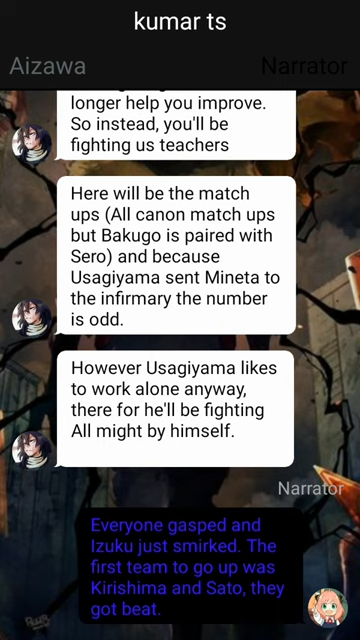 kumar ts
Aizawa
Narrator
longer help you improve.
So instead, you'll be
fighting us teachers
Here will be the match
ups (All canon match ups
but Bakugo is paired with
Sero) and because
Usagiyama sent Mineta to
the infirmary the number
is odd.
However Usagiyama likes
to work alone anyway,
there for he'll be fighting
All might by himself.
Narrator
Everyone gasped and
Izuku just smirked. The
first team to go up was
Kirishima and Sato, they
got beat.